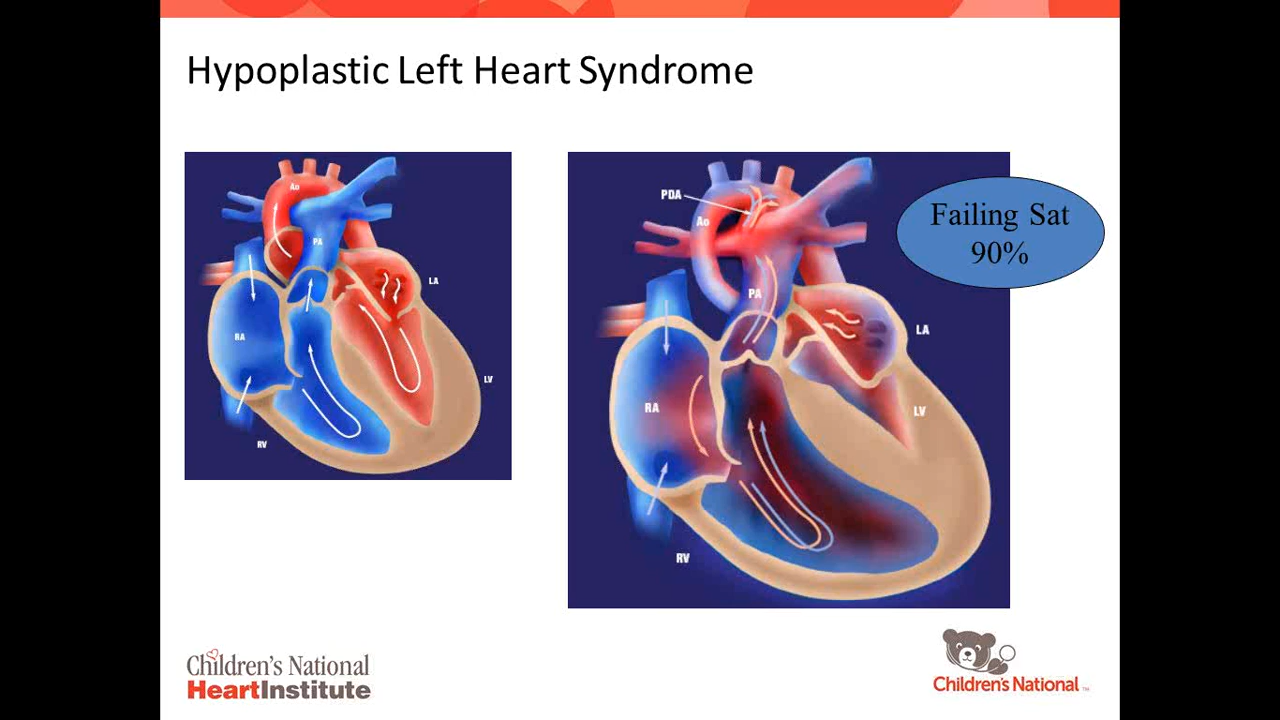 Hypoplastic Left Heart Syndrome
Ao
PA
LA
RA
LV
RV
PDA
Ao
PA
LA
RA
LV
RV
Failing Sat
90%
Children's National
HeartInstitute
Children's National ™